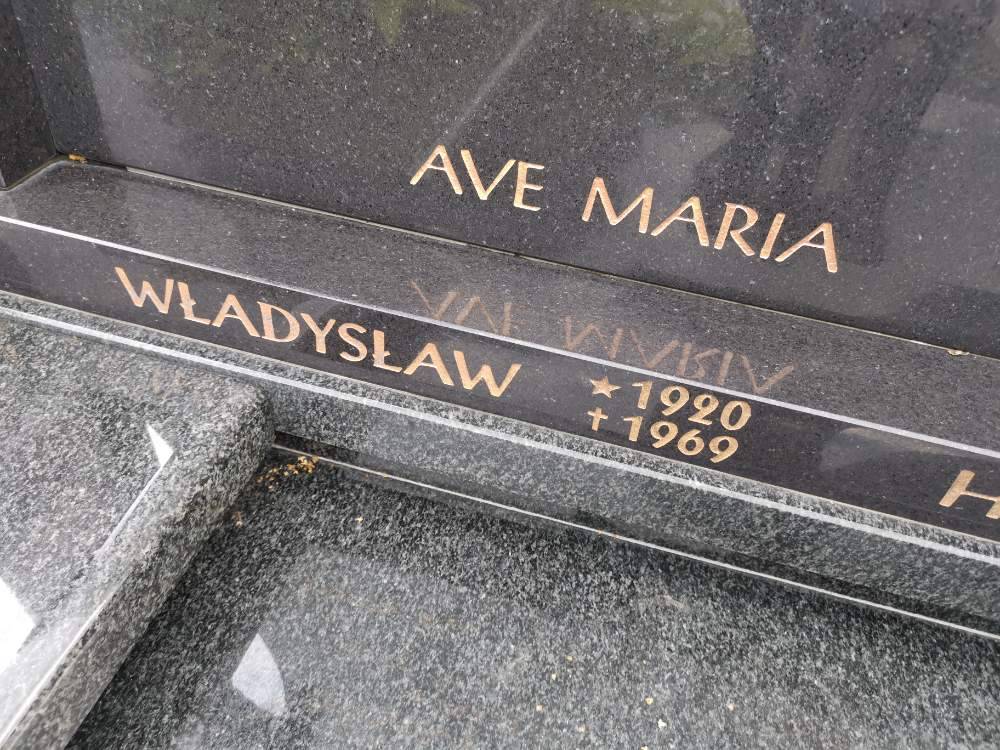 AVE MARIA
WŁADYSŁAW ★ 1920
✝ 1969
H